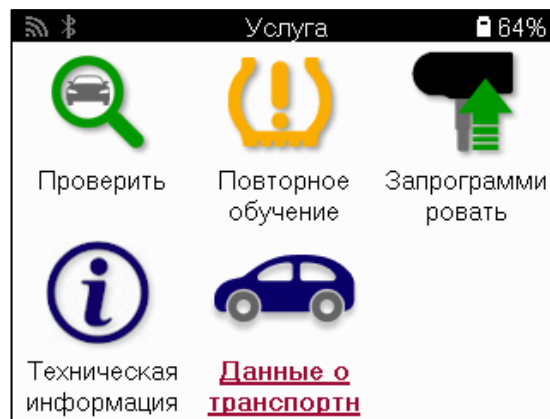 Услуга 64%
Проверить
Повторное обучение
Запрограмми
ровать
Техническая информация
Данные о транспортн